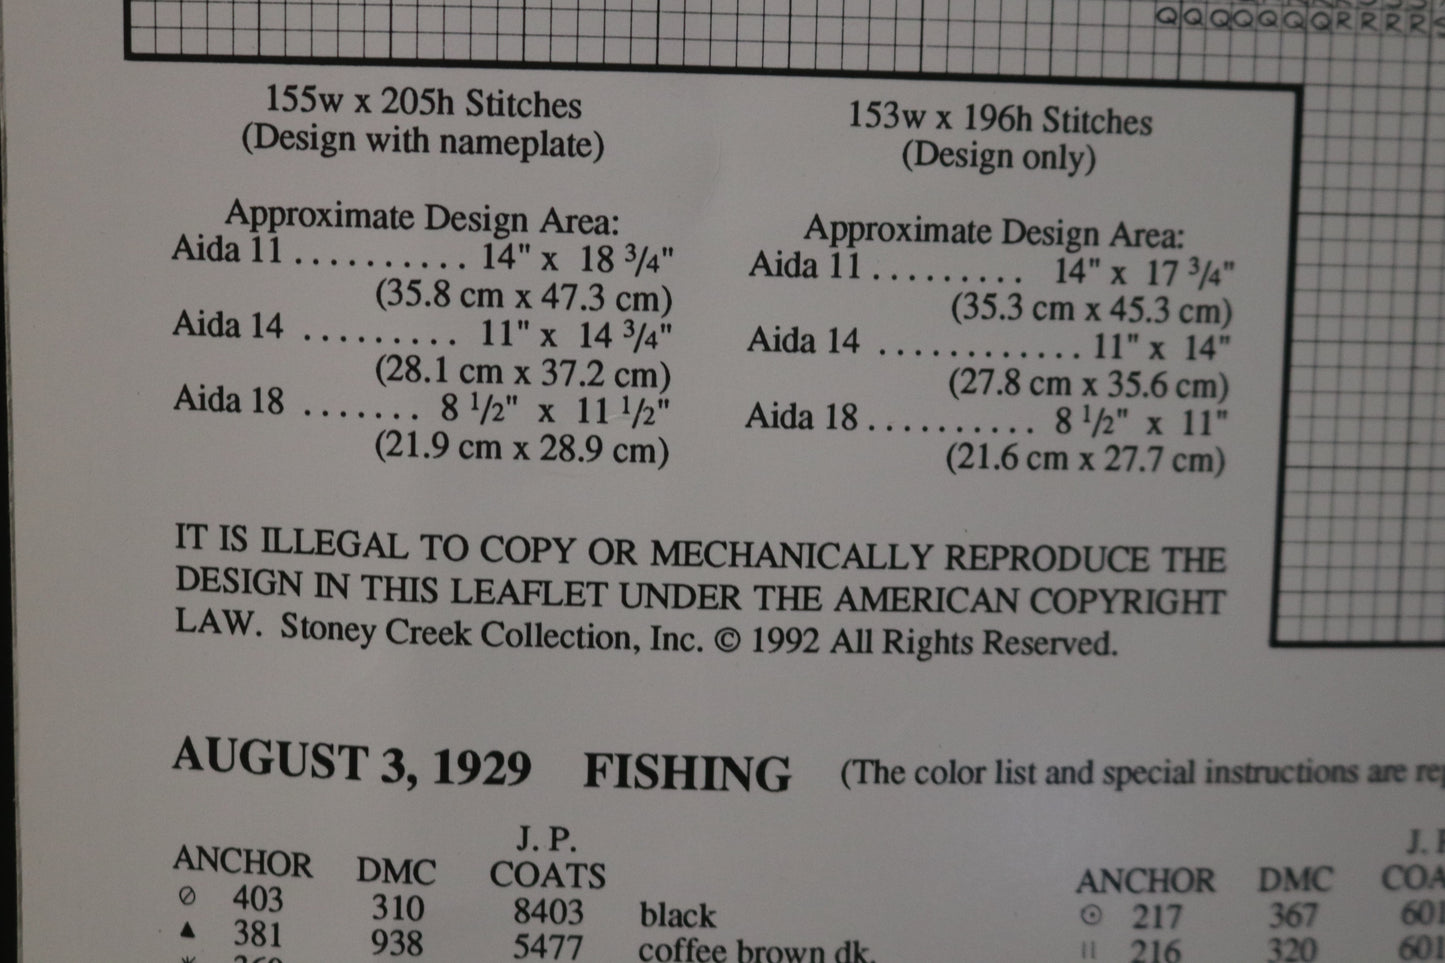 QQQQQQQRRRR
155w x 205h Stitches
(Design with nameplate)
Approximate Design Area:
Aida 11 .......... 14" x 18 3/4"
(35.8 cm x 47.3 cm)
Aida 14 ......... 11" x 14 3/4"
(28.1 cm x 37.2 cm)
Aida 18 ....... 8 1/2" x 11 1/2"
(21.9 cm x 28.9 cm)
153w x 196h Stitches
(Design only)
Approximate Design Area:
Aida 11 ......... 14" x 17 3/4"
(35.3 cm x 45.3 cm)
Aida 14 ............ 11" x 14"
(27.8 cm x 35.6 cm)
Aida 18 .......... 8 1/2" x 11"
(21.6 cm x 27.7 cm)
IT IS ILLEGAL TO COPY OR MECHANICALLY REPRODUCE THE
DESIGN IN THIS LEAFLET UNDER THE AMERICAN COPYRIGHT
LAW. Stoney Creek Collection, Inc. © 1992 All Rights Reserved.
AUGUST 3, 1929 FISHING (The color list and special instructions are
J. P.
ANCHOR DMC COATS
⊘ 403 310 8403 black
▲ 381 938 5477 coffee brown dk.
J.
ANCHOR DMC COA
⊙ 217 367 601
|| 216 320 601